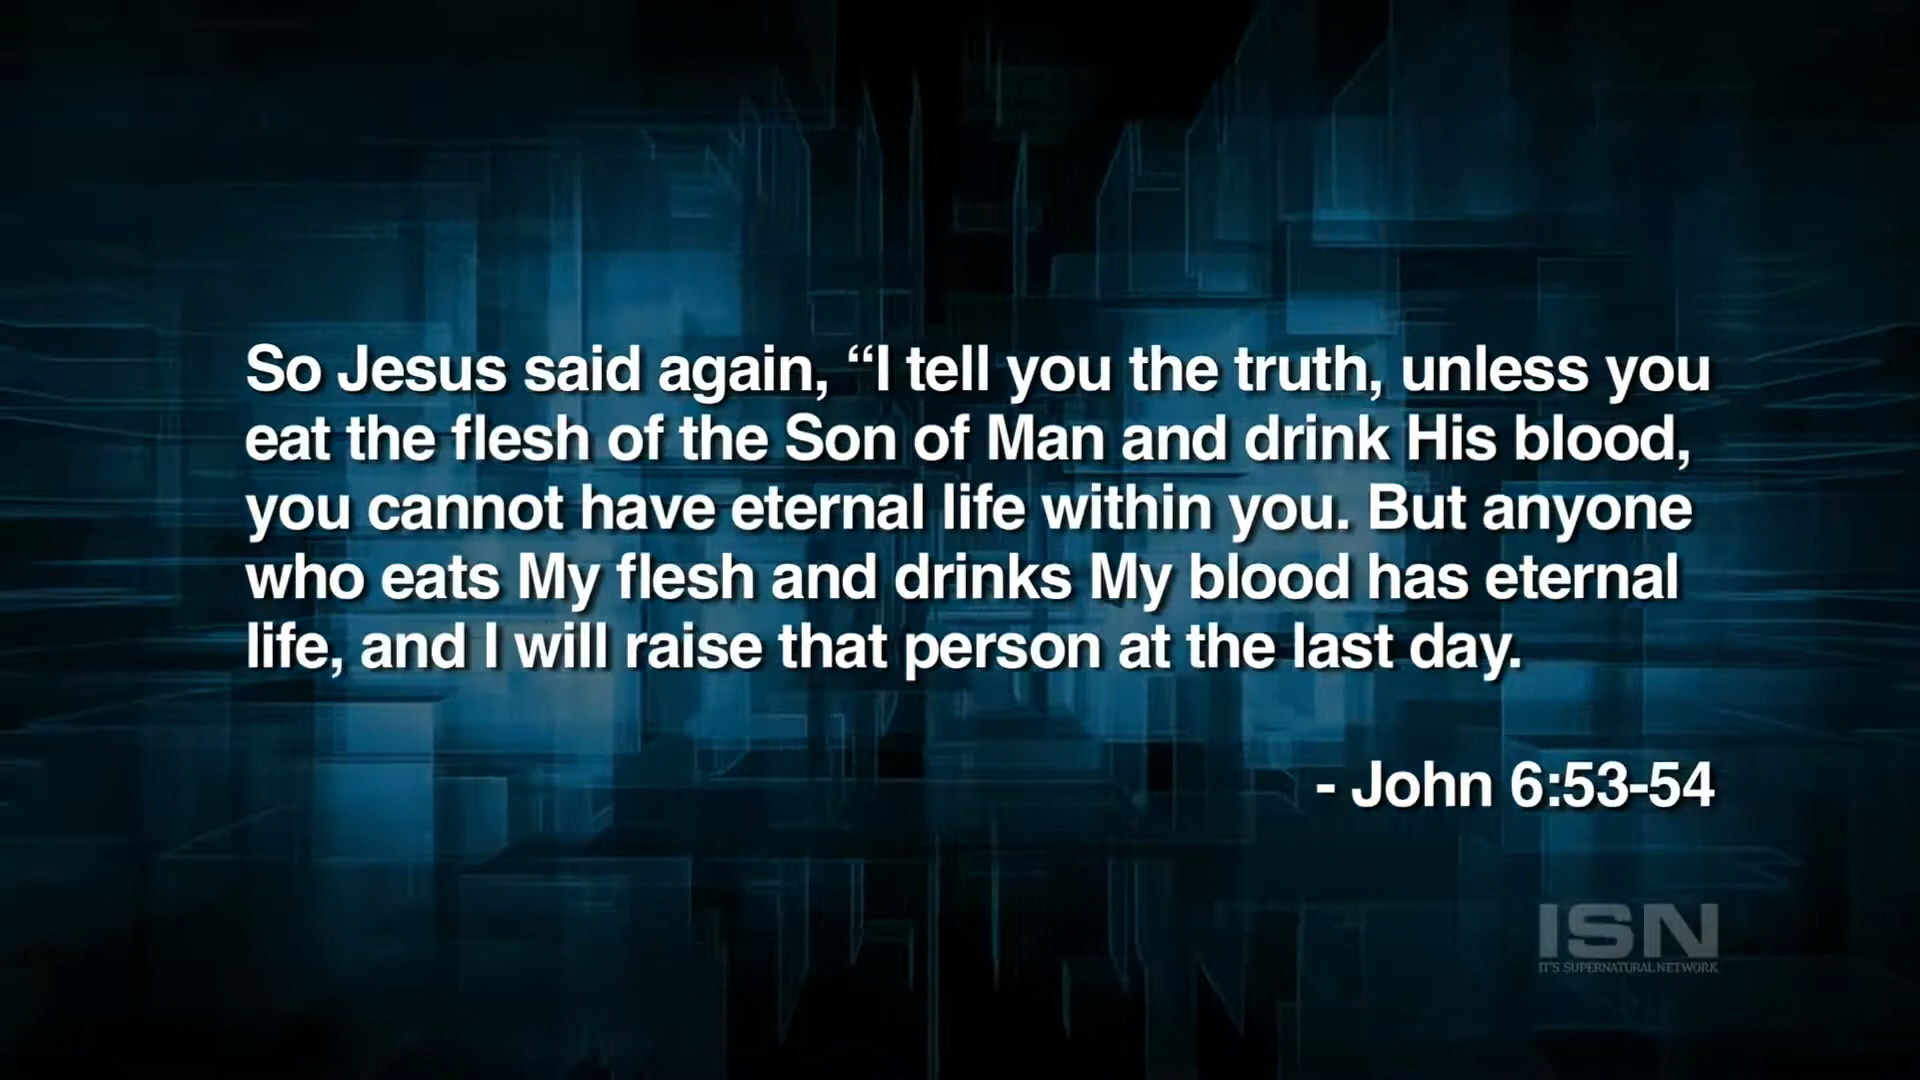 So Jesus said again, “I tell you the truth, unless you
eat the flesh of the Son of Man and drink His blood,
you cannot have eternal life within you. But anyone
who eats My flesh and drinks My blood has eternal
life, and I will raise that person at the last day.
- John 6:53-54
ISN
IT'S SUPERNATURAL NETWORK